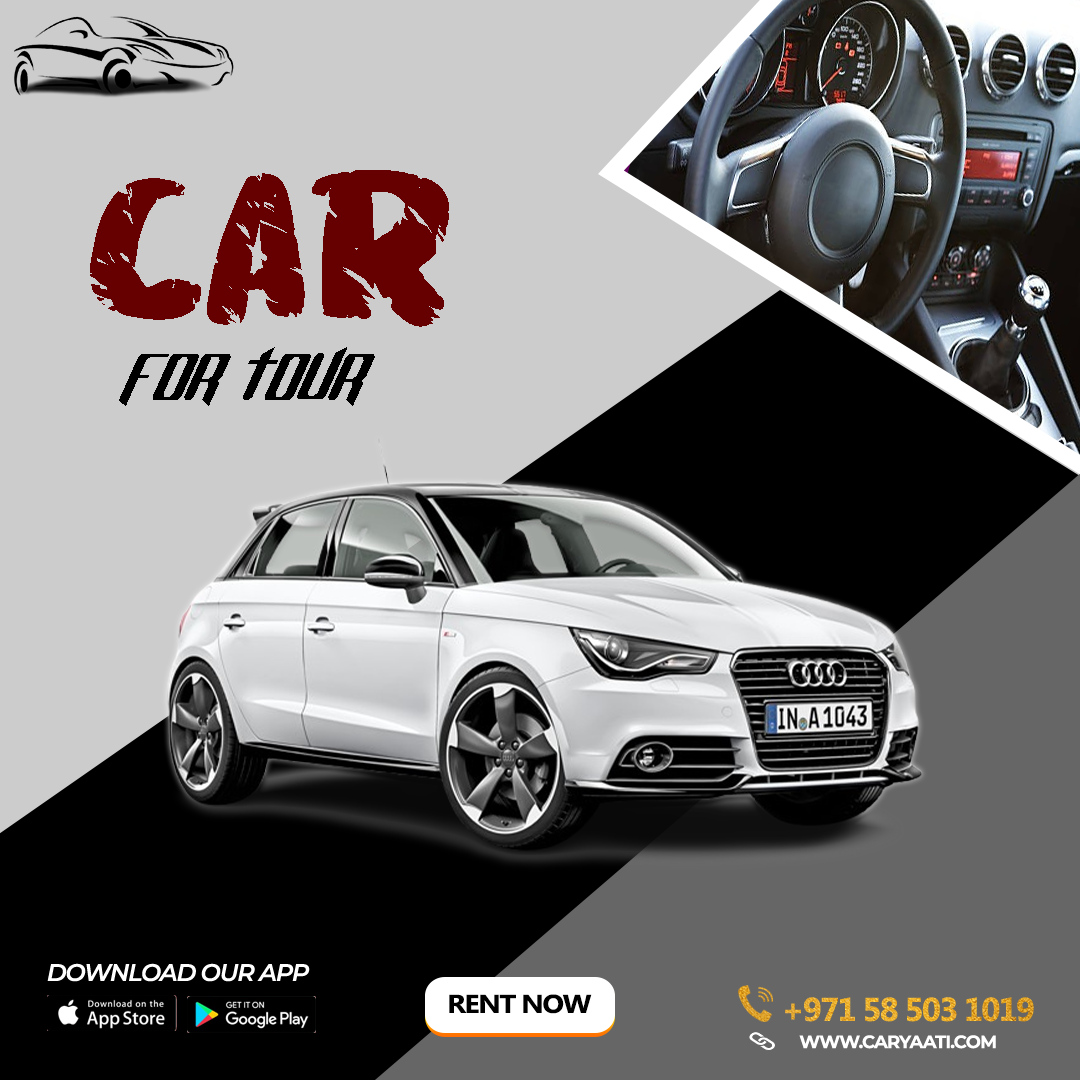 CAR
FOR TOUR
IN A 1043
DOWNLOAD OUR APP
Download on the
App Store
GET IT ON
Google Play
RENT NOW
+971 58 503 1019
WWW.CARYAATI.COM